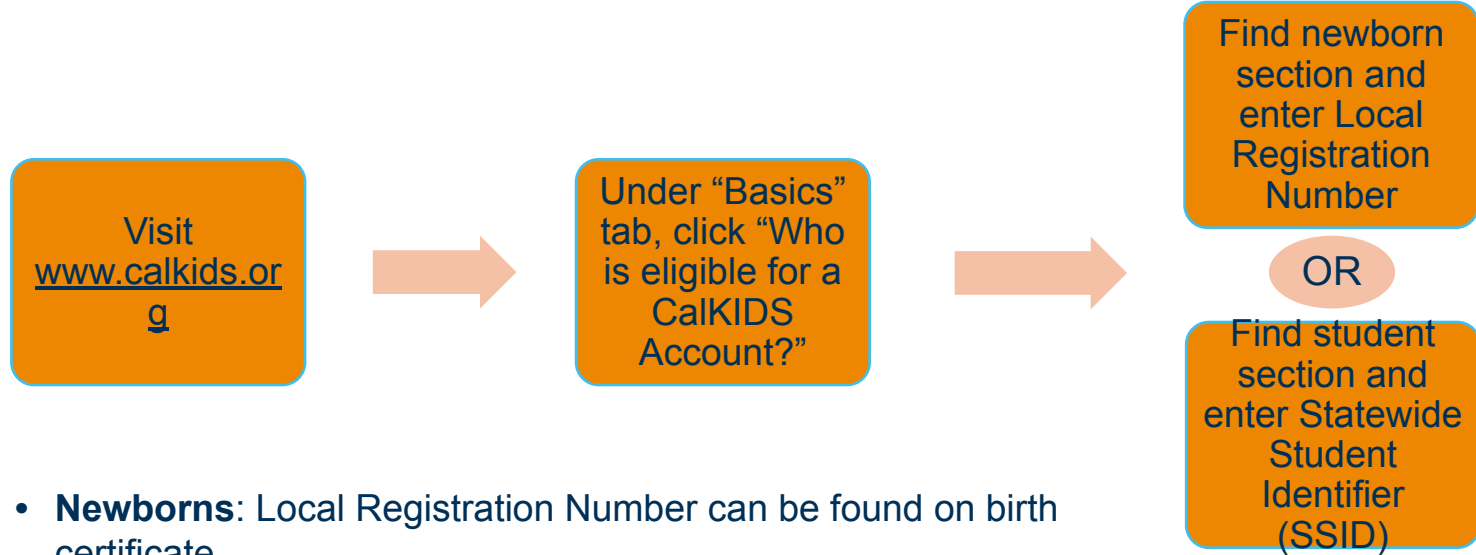 Visit
www.calkids.or
g
Under “Basics”
tab, click “Who
is eligible for a
CalKIDS
Account?”
Find newborn
section and
enter Local
Registration
Number
OR
Find student
section and
enter Statewide
Student
Identifier
(SSID)
• Newborns: Local Registration Number can be found on birth
certificate